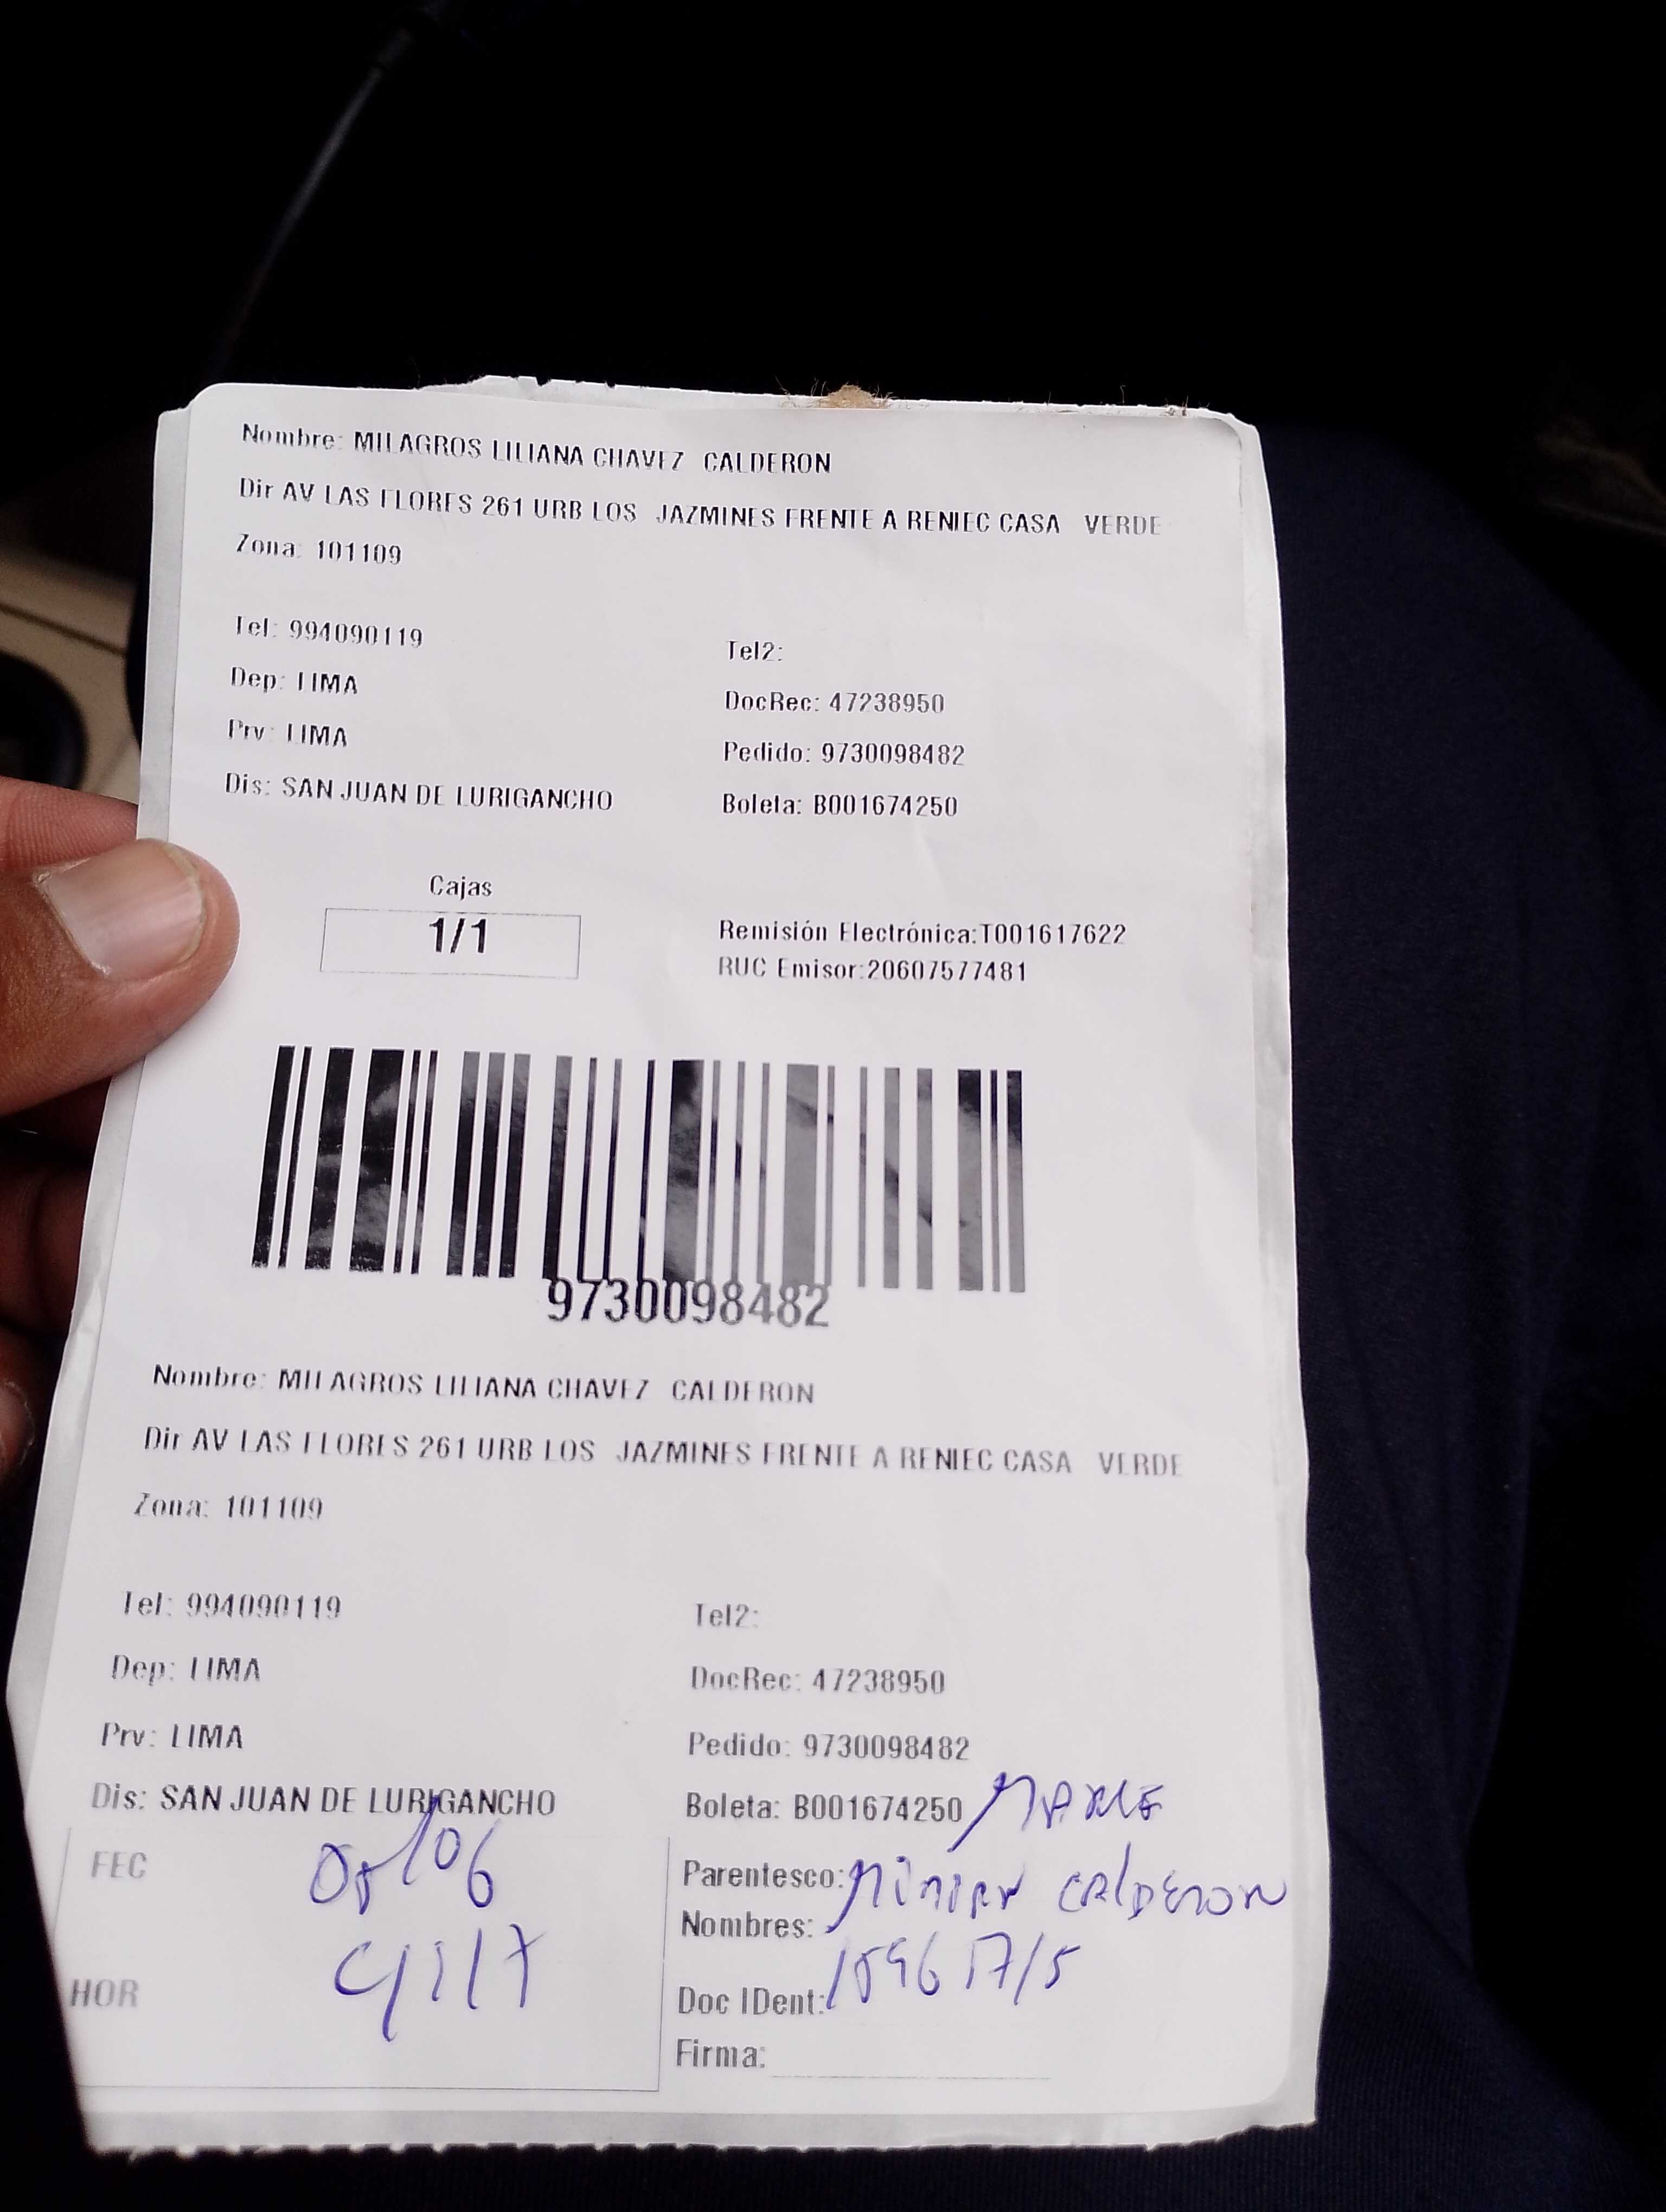 Nombre: MILAGROS LILIANA CHAVEZ CALDERON
Dir AV LAS FLORES 261 URB LOS JAZMINES FRENTE A RENIEC CASA VERDE
Zona: 101109
Tel: 994090119 Tel2:
Dep: LIMA DocRec: 47238950
Prv: LIMA Pedido: 9730098482
Dis: SAN JUAN DE LURIGANCHO Boleta: B001674250
Cajas
1/1
Remisión Electrónica:T001617622
RUC Emisor:20607577481
9730098482
Nombre: MILAGROS LILIANA CHAVEZ CALDERON
Dir AV LAS FLORES 261 URB LOS JAZMINES FRENTE A RENIEC CASA VERDE
Zona: 101109
Tel: 994090119 Tel2:
Dep: LIMA DocRec: 47238950
Prv: LIMA Pedido: 9730098482
Dis: SAN JUAN DE LURIGANCHO Boleta: B001674250
FEC
Parentesco:
CALDERON
Nombres:
HOR
Doc IDent:
Firma: